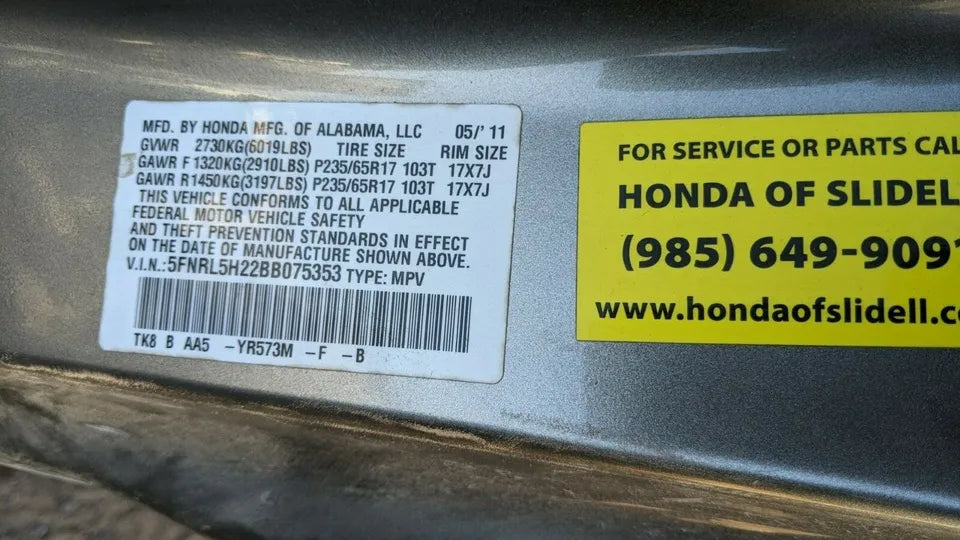 MFD. BY HONDA MFG. OF ALABAMA, LLC 05/'11
GVWR 2730KG(6019LBS) TIRE SIZE RIM SIZE
GAWR F 1320KG(2910LBS) P235/65R17 103T 17X7J
GAWR R1450KG(3197LBS) P235/65R17 103T 17X7J
THIS VEHICLE CONFORMS TO ALL APPLICABLE
FEDERAL MOTOR VEHICLE SAFETY
AND THEFT PREVENTION STANDARDS IN EFFECT
ON THE DATE OF MANUFACTURE SHOWN ABOVE.
V.I.N.:5FNRL5H22BB075353 TYPE: MPV
TK8 B AA5 -YR573M -F -B
FOR SERVICE OR PARTS CAL
HONDA OF SLIDEL
(985) 649-909
www.hondaofslidell.c